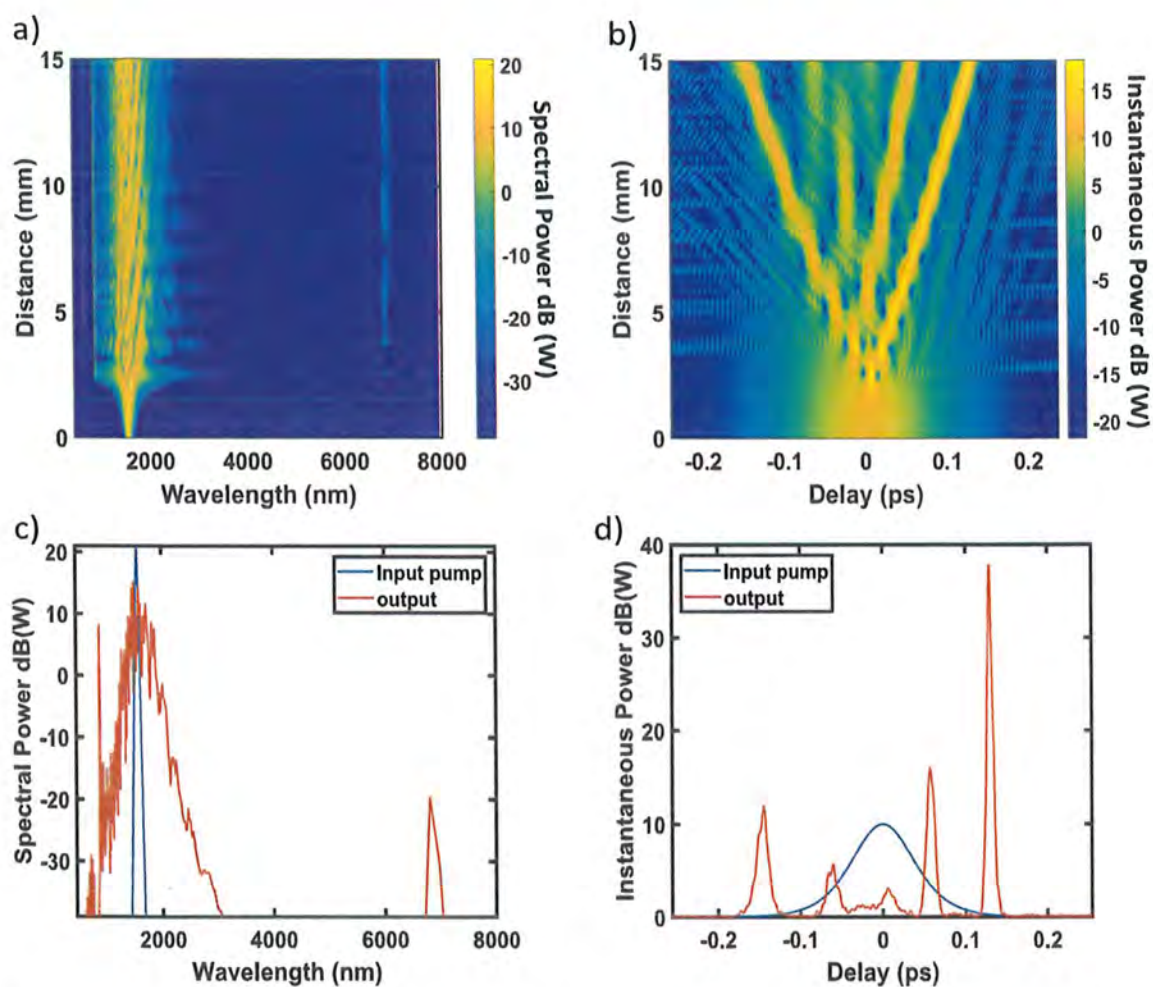 a)
15
10
5
0
Distance (mm)
2000
4000
6000
8000
Wavelength (nm)
20
10
0
-10
-20
-30
Spectral Power dB (W)
b)
15
10
5
0
Distance (mm)
-0.2
-0.1
0
0.1
0.2
Delay (ps)
15
10
5
0
-5
-10
-15
-20
Instantaneous Power dB (W)
c)
20
10
0
-10
-20
-30
Spectral Power dB(W)
2000
4000
6000
8000
Wavelength (nm)
Input pump
output
d)
40
30
20
10
0
Instantaneous Power dB(W)
-0.2
-0.1
0
0.1
0.2
Delay (ps)
Input pump
output